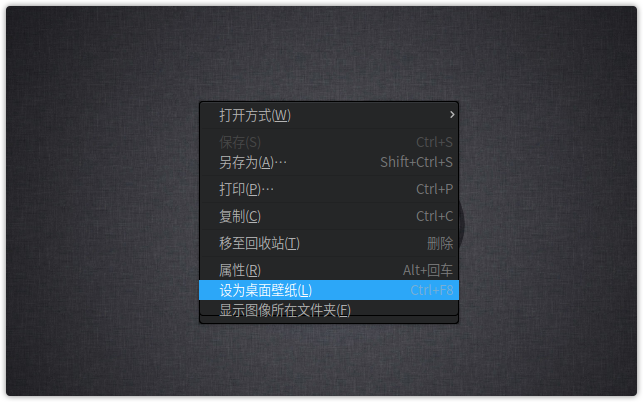 打开方式(W)
保存(S) Ctrl+S
另存为(A)… Shift+Ctrl+S
打印(P)… Ctrl+P
复制(C) Ctrl+C
移至回收站(T) 删除
属性(R) Alt+回车
设为桌面壁纸(L) Ctrl+F8
显示图像所在文件夹(F)